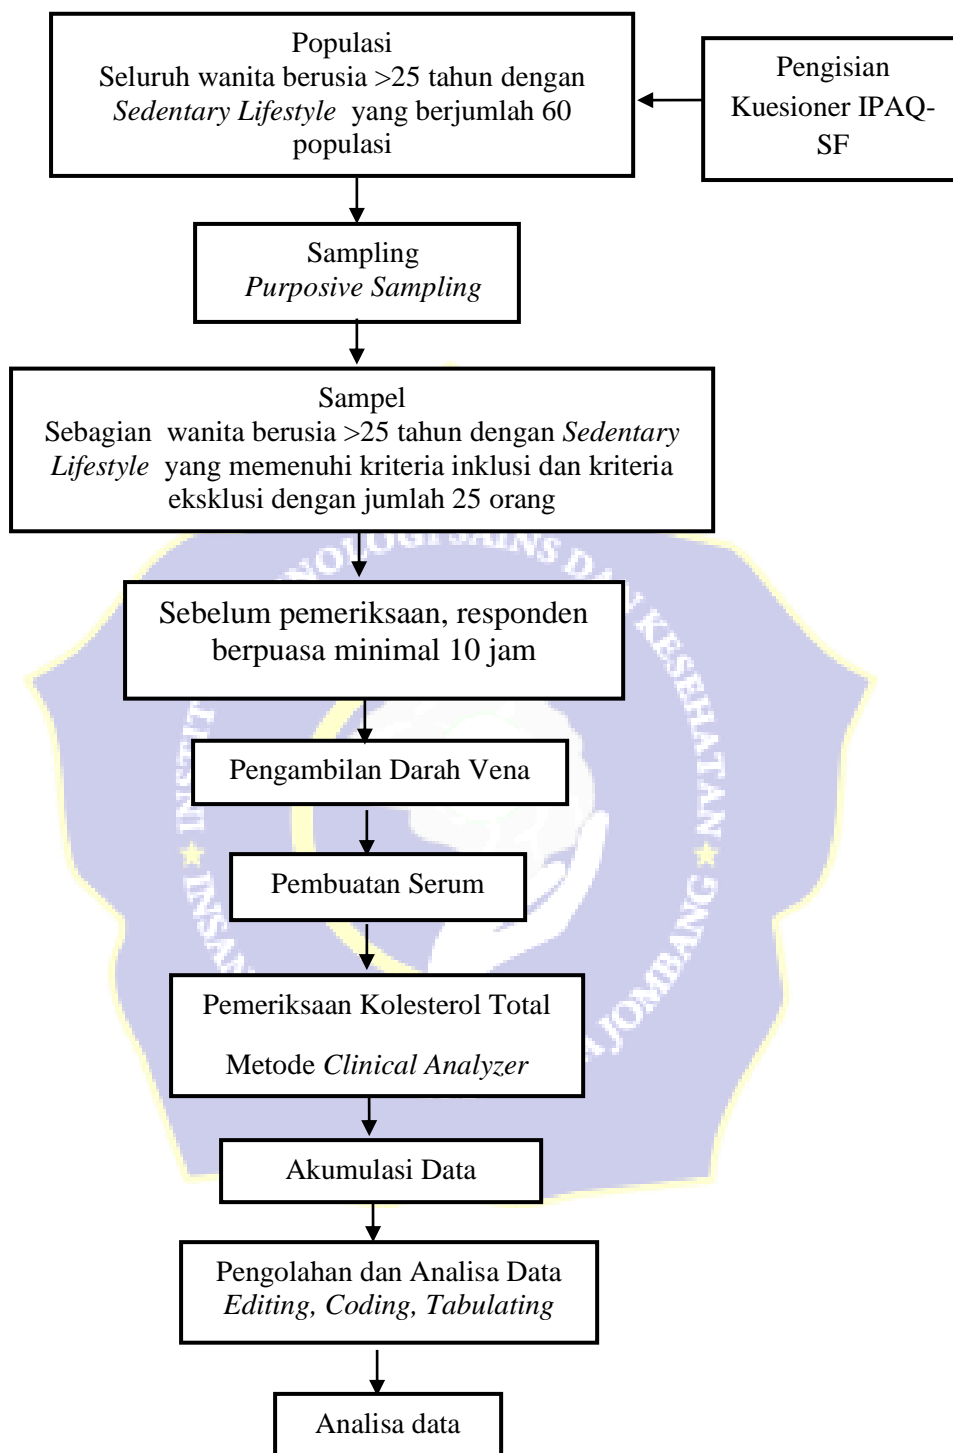 Populasi
Seluruh wanita berusia >25 tahun dengan
Sedentary Lifestyle yang berjumlah 60
populasi
Pengisian
Kuesioner IPAQ-
SF
Sampling
Purposive Sampling
Sampel
Sebagian wanita berusia >25 tahun dengan Sedentary
Lifestyle yang memenuhi kriteria inklusi dan kriteria
eksklusi dengan jumlah 25 orang
Sebelum pemeriksaan, responden
berpuasa minimal 10 jam
Pengambilan Darah Vena
Pembuatan Serum
Pemeriksaan Kolesterol Total
Metode Clinical Analyzer
Akumulasi Data
Pengolahan dan Analisa Data
Editing, Coding, Tabulating
Analisa data
SAINS
KESEHATAN
JOMBANG